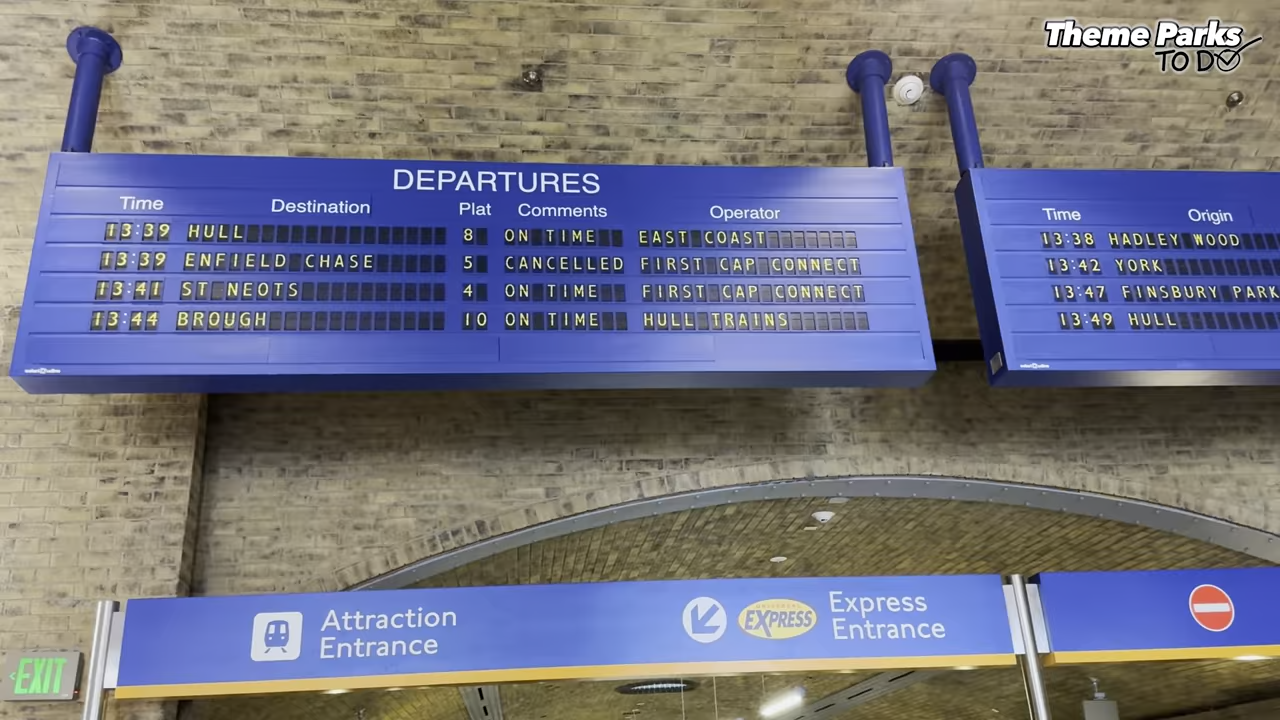 Theme Parks
TO DO
DEPARTURES
Time Destination Plat Comments Operator
13:39 HULL 8 ON TIME EAST COAST
13:39 ENFIELD CHASE 5 CANCELLED FIRST CAP CONNECT
13:41 ST NEOTS 4 ON TIME FIRST CAP CONNECT
13:44 BROUGH 10 ON TIME HULL TRAINS
Time Origin
13:38 HADLEY WOOD
13:42 YORK
13:47 FINSBURY PARK
13:49 HULL
Attraction
Entrance
EXPRESS
Express
Entrance
EXIT